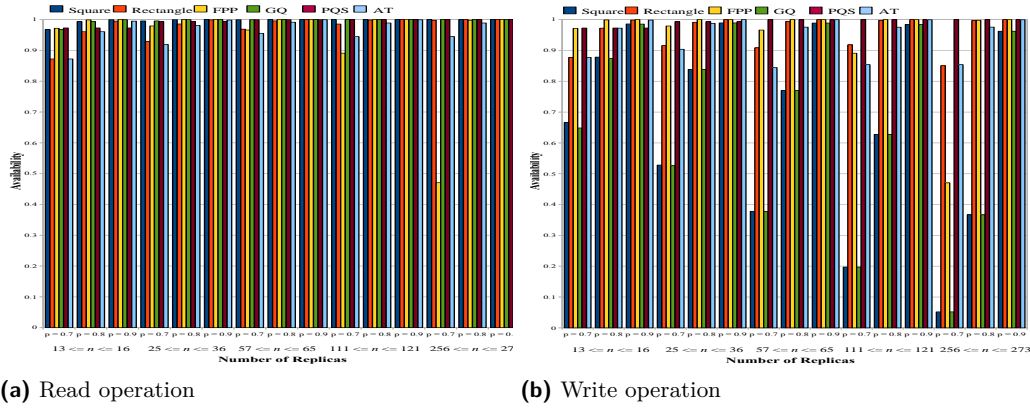 Square Rectangle FPP GQ PQS AT
1
0.9
0.8
0.7
0.6
0.5
0.4
0.3
0.2
0.1
0
Availability
p = 0.7 p = 0.8 p = 0.9 p = 0.7 p = 0.8 p = 0.9 p = 0.7 p = 0.8 p = 0.9 p = 0.7 p = 0.8 p = 0.9 p = 0.7 p = 0.8 p = 0.
13 <= n <= 16 25 <= n <= 36 57 <= n <= 65 111 <= n <= 121 256 <= n <= 27
Number of Replicas
(a) Read operation
Square Rectangle FPP GQ PQS AT
1
0.9
0.8
0.7
0.6
0.5
0.4
0.3
0.2
0.1
0
Availability
p = 0.7 p = 0.8 p = 0.9 p = 0.7 p = 0.8 p = 0.9 p = 0.7 p = 0.8 p = 0.9 p = 0.7 p = 0.8 p = 0.9 p = 0.7 p = 0.8 p = 0.9
13 <= n <= 16 25 <= n <= 36 57 <= n <= 65 111 <= n <= 121 256 <= n <= 273
Number of Replicas
(b) Write operation